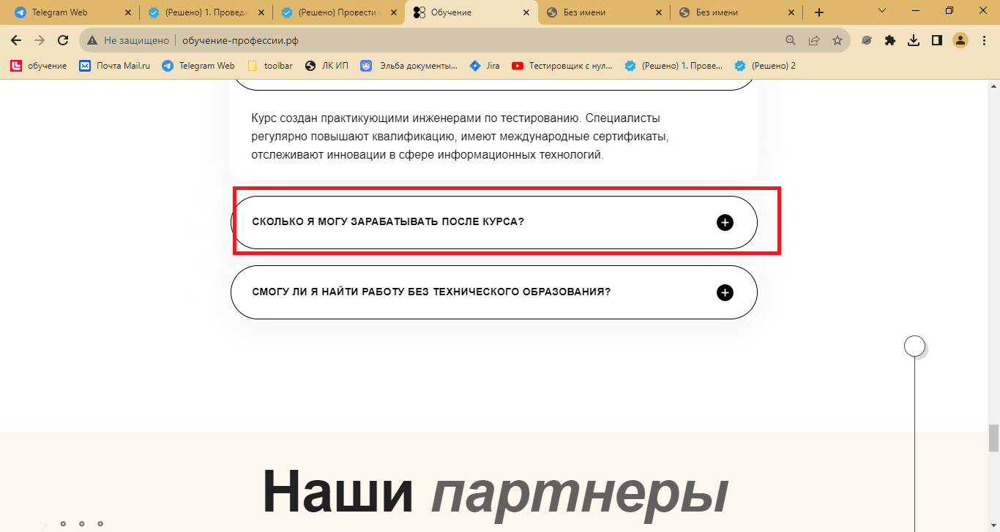 Telegram Web
(Решено) 1. Проведи
(Решено) Провести и
Обучение
Без имени
Без имени
Не защищено
обучение-профессии.рф
обучение
Почта Mail.ru
Telegram Web
toolbar
ЛК ИП
Эльба документы...
Jira
Тестировщик с нул...
(Решено) 1. Прове...
(Решено) 2
Курс создан практикующими инженерами по тестированию. Специалисты
регулярно повышают квалификацию, имеют международные сертификаты,
отслеживают инновации в сфере информационных технологий.
СКОЛЬКО Я МОГУ ЗАРАБАТЫВАТЬ ПОСЛЕ КУРСА?
СМОГУ ЛИ Я НАЙТИ РАБОТУ БЕЗ ТЕХНИЧЕСКОГО ОБРАЗОВАНИЯ?
Наши партнеры